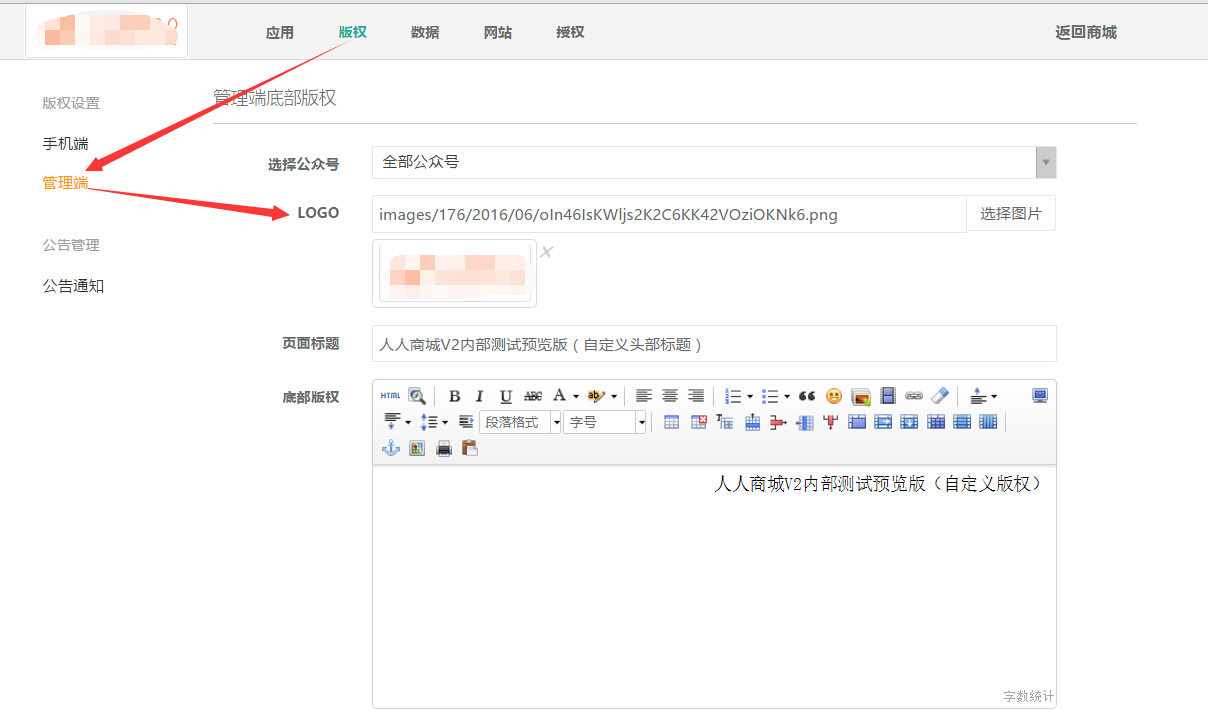 应用 版权 数据 网站 授权 返回商城
版权设置
手机端
管理端
公告管理
公告通知
管理端底部版权
选择公众号 全部公众号
LOGO images/176/2016/06/oIn46IsKWljs2K2C6KK42VOziOKNk6.png 选择图片
页面标题 人人商城V2内部测试预览版（自定义头部标题）
底部版权
HTML B I U ABC A ab
段落格式 字号
人人商城V2内部测试预览版（自定义版权）
字数统计